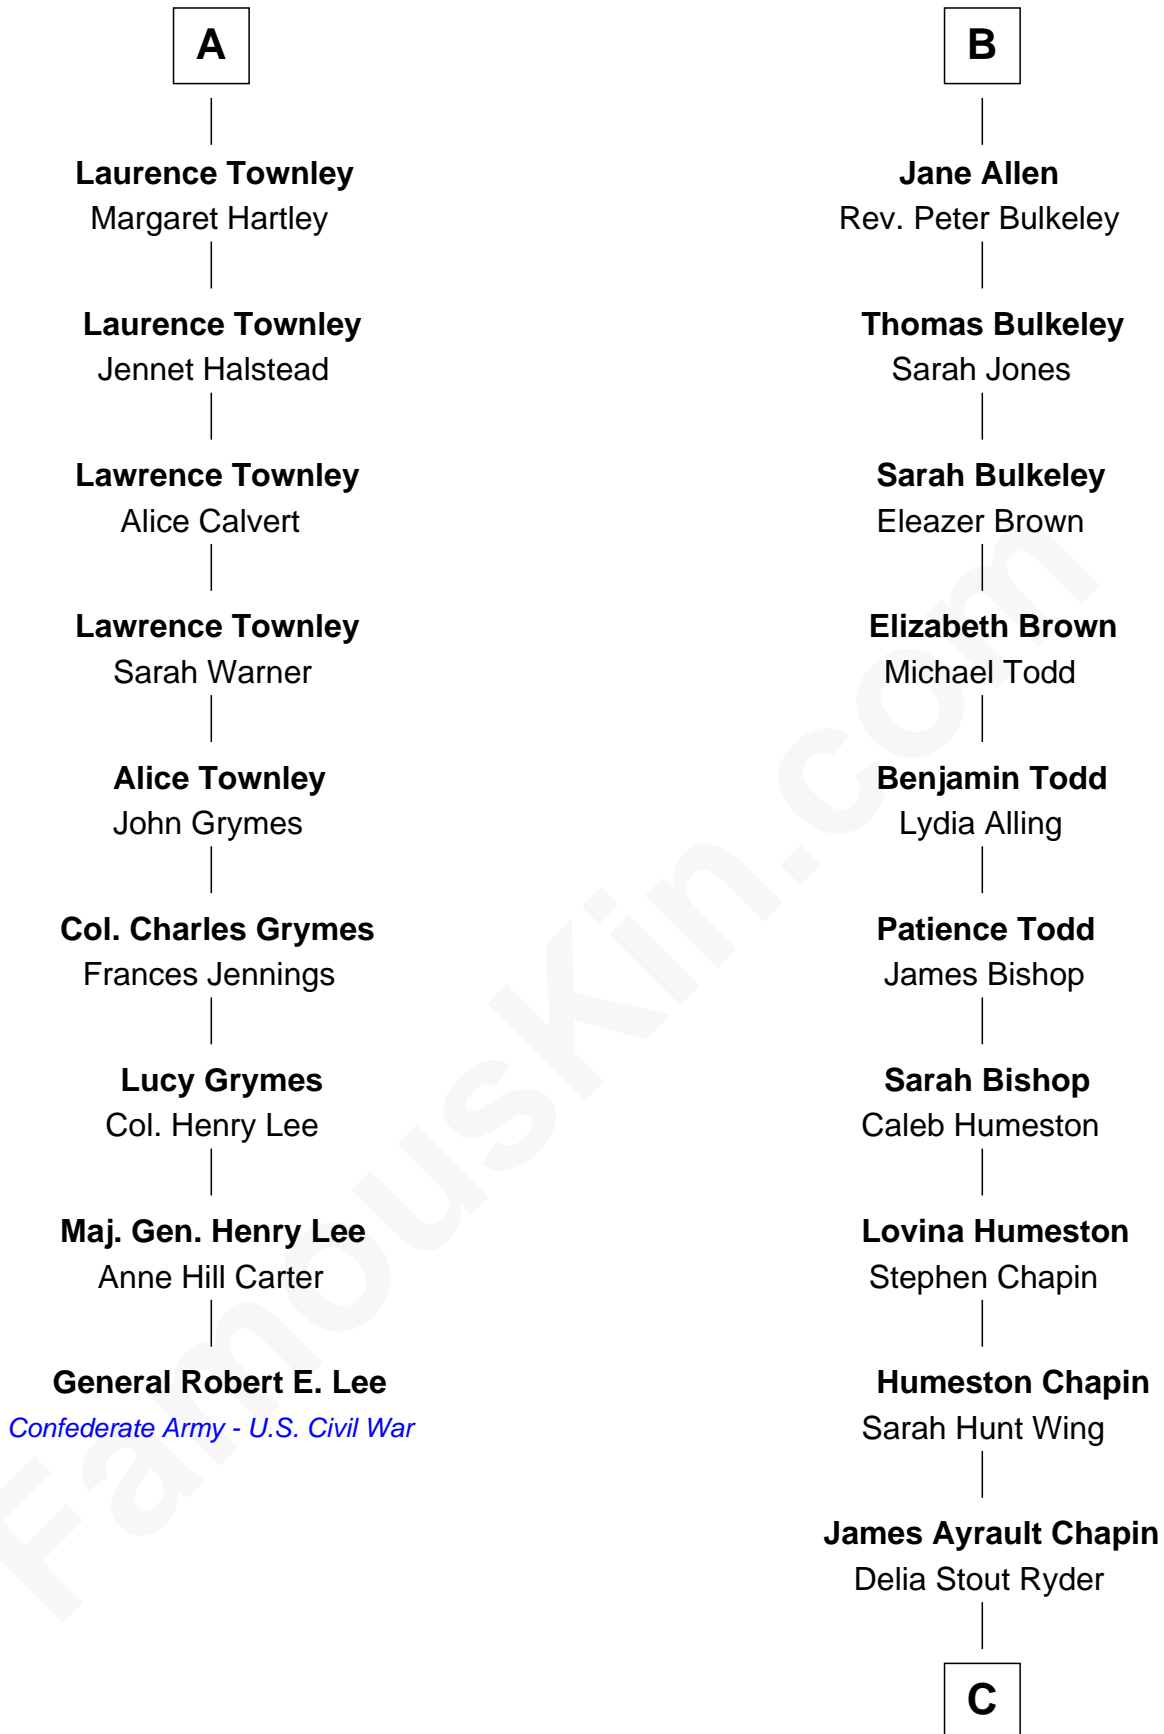 A
Laurence Townley
Margaret Hartley
Laurence Townley
Jennet Halstead
Lawrence Townley
Alice Calvert
Lawrence Townley
Sarah Warner
Alice Townley
John Grymes
Col. Charles Grymes
Frances Jennings
Lucy Grymes
Col. Henry Lee
Maj. Gen. Henry Lee
Anne Hill Carter
General Robert E. Lee
Confederate Army - U.S. Civil War
B
Jane Allen
Rev. Peter Bulkeley
Thomas Bulkeley
Sarah Jones
Sarah Bulkeley
Eleazer Brown
Elizabeth Brown
Michael Todd
Benjamin Todd
Lydia Alling
Patience Todd
James Bishop
Sarah Bishop
Caleb Humeston
Lovina Humeston
Stephen Chapin
Humeston Chapin
Sarah Hunt Wing
James Ayrault Chapin
Delia Stout Ryder
C
FamousKin.com